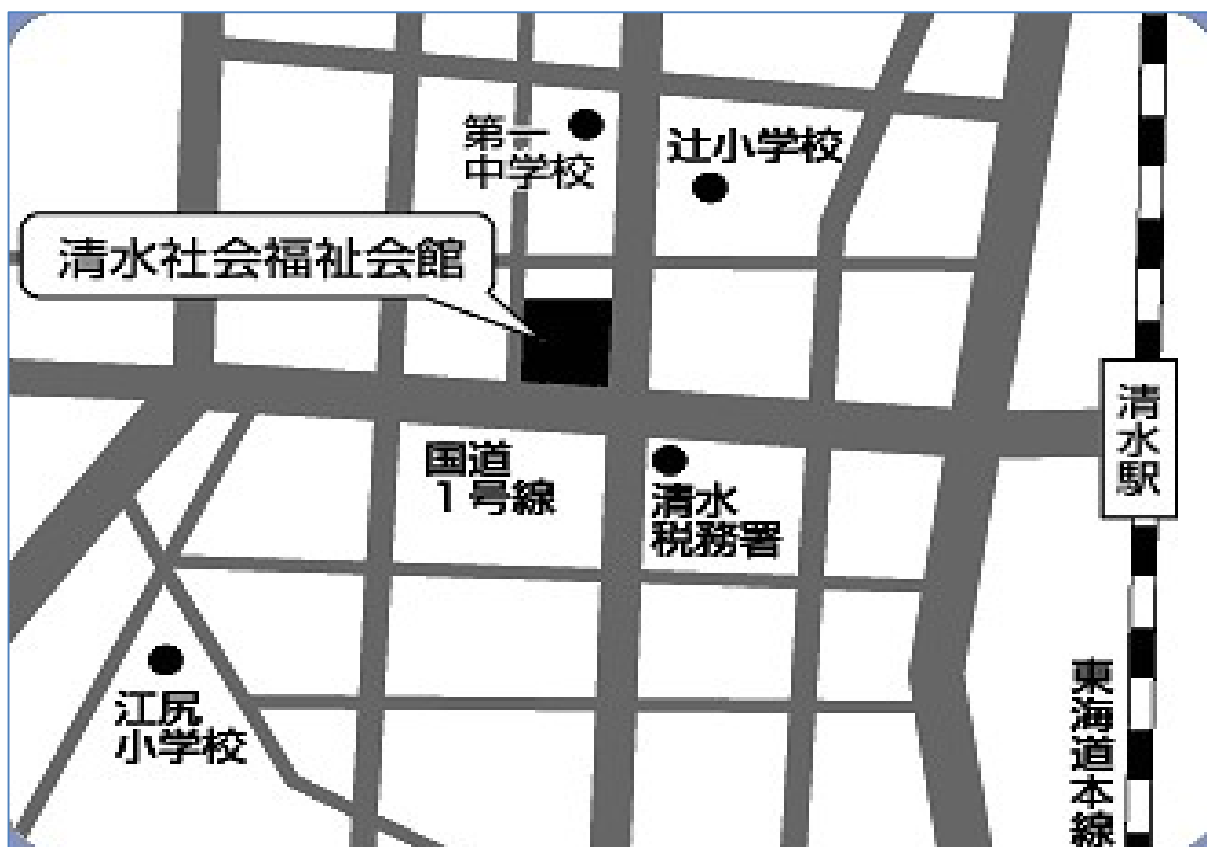 第一
中学校
辻小学校
清水社会福祉会館
清水駅
国道
1号線
清水
税務署
江尻
小学校
東海道本線